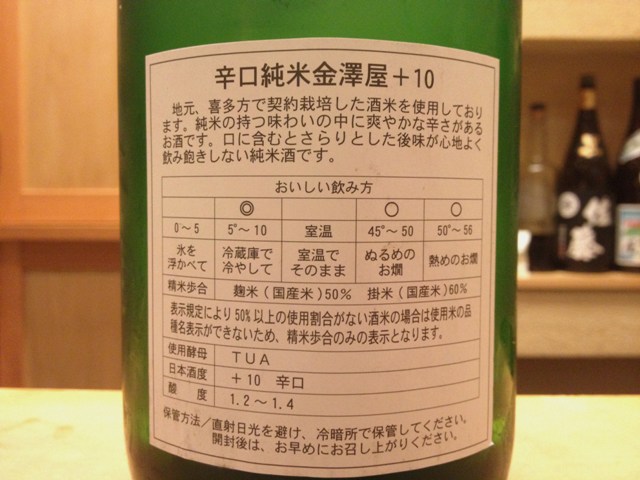 辛口純米金澤屋＋10
地元、喜多方で契約栽培した酒米を使用しており
ます。純米の持つ味わいの中に爽やかな辛さがある
お酒です。口に含むとさらりとした後味が心地よく
飲み飽きしない純米酒です。
おいしい飲み方
◎ ○ ○
0～5 5°～10 室温 45°～50 50°～56
氷を
浮かべて
冷蔵庫で
冷やして
室温で
そのまま
ぬるめの
お燗
熱めのお燗
精米歩合 麹米(国産米)50％ 掛米(国産米)60％
表示規定により50％以上の使用割合がない酒米の場合は使用米の品
種名表示ができないため、精米歩合のみの表示となります。
使用酵母 ＴＵＡ
日本酒度 ＋10 辛口
酸度 1.2～1.4
保管方法／直射日光を避け、冷暗所で保管してください。
開封後は、お早めにお召し上がりください。